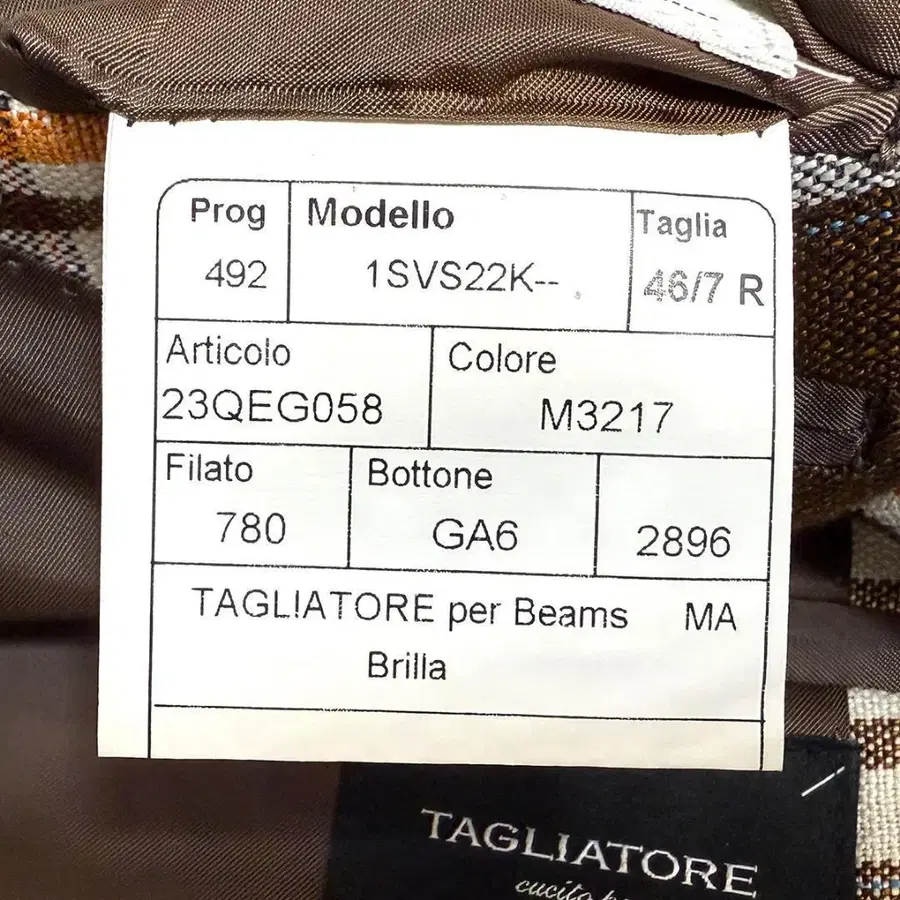 Prog Modello Taglia
492 1SVS22K-- 46/7 R
Articolo Colore
23QEG058 M3217
Filato Bottone
780 GA6 2896
TAGLIATORE per Beams MA
Brilla
TAGLIATORE
cucito